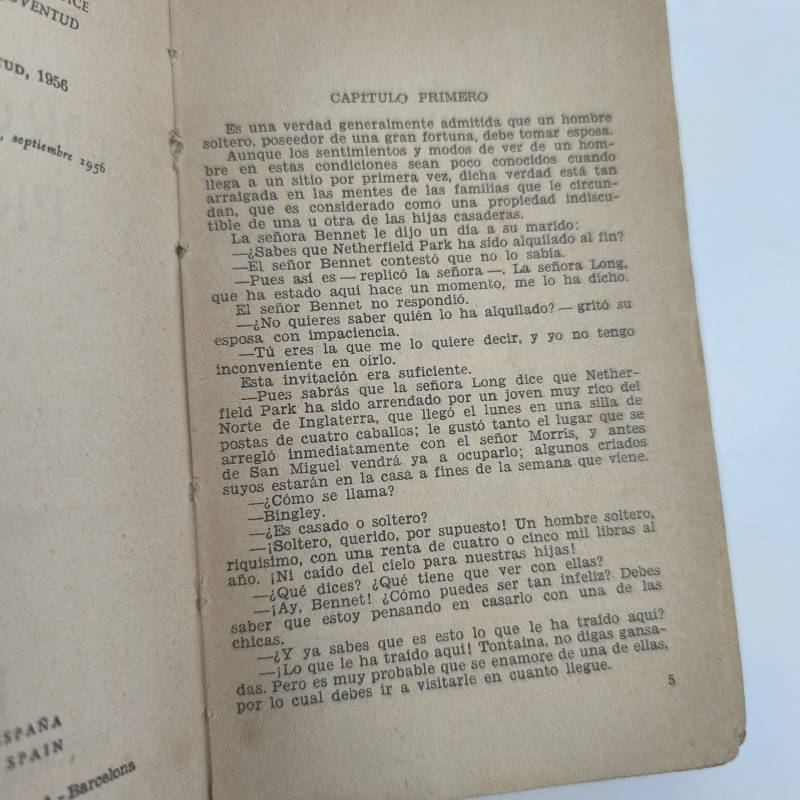 ICE
VENTUD
TUD, 1956
, septiembre 1956
ESPAÑA
SPAIN
- Barcelona
CAPÍTULO PRIMERO
Es una verdad generalmente admitida que un hombre
soltero, poseedor de una gran fortuna, debe tomar esposa.
Aunque los sentimientos y modos de ver de un hom-
bre en estas condiciones sean poco conocidos cuando
llega a un sitio por primera vez, dicha verdad está tan
arraigada en las mentes de las familias que le circun-
dan, que es considerado como una propiedad indiscu-
tible de una u otra de las hijas casaderas.
La señora Bennet le dijo un día a su marido:
—¿Sabes que Netherfield Park ha sido alquilado al fin?
—El señor Bennet contestó que no lo sabía.
—Pues así es — replicó la señora —. La señora Long,
que ha estado aquí hace un momento, me lo ha dicho.
El señor Bennet no respondió.
—¿No quieres saber quién lo ha alquilado? — gritó su
esposa con impaciencia.
—Tú eres la que me lo quiere decir, y yo no tengo
inconveniente en oírlo.
Esta invitación era suficiente.
—Pues sabrás que la señora Long dice que Nether-
field Park ha sido arrendado por un joven muy rico del
Norte de Inglaterra, que llegó el lunes en una silla de
postas de cuatro caballos; le gustó tanto el lugar que se
arregló inmediatamente con el señor Morris, y antes
de San Miguel vendrá ya a ocuparlo; algunos criados
suyos estarán en la casa a fines de la semana que viene.
—¿Cómo se llama?
—Bingley.
—¿Es casado o soltero?
—¡Soltero, querido, por supuesto! Un hombre soltero,
riquísimo, con una renta de cuatro o cinco mil libras al
año. ¡Ni caído del cielo para nuestras hijas!
—¿Qué dices? ¿Qué tiene que ver con ellas?
—¡Ay, Bennet! ¿Cómo puedes ser tan infeliz? Debes
saber que estoy pensando en casarlo con una de las
chicas.
—¿Y ya sabes que es esto lo que le ha traído aquí?
—¡Lo que le ha traído aquí! Tontaina, no digas gansa-
das. Pero es muy probable que se enamore de una de ellas,
por lo cual debes ir a visitarle en cuanto llegue.
5